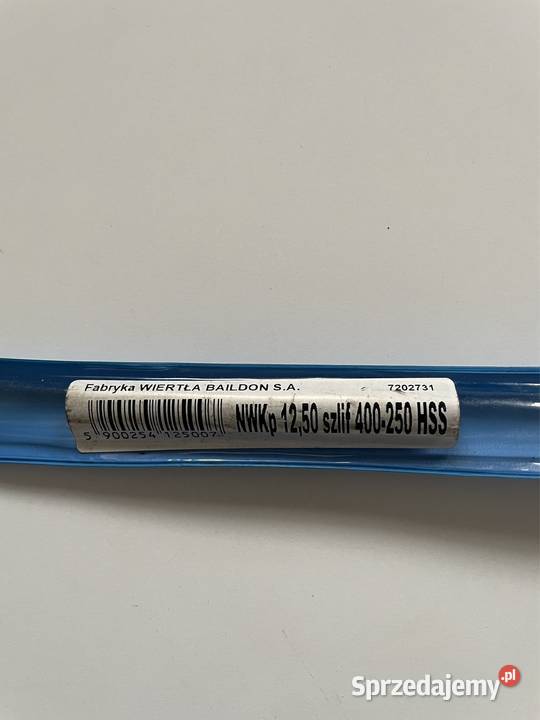 Fabryka WIERTŁA BAILDON S.A. 7202731
NWKp 12,50 szlif 400-250 HSS
5 900254 125007
Sprzedajemy.pl